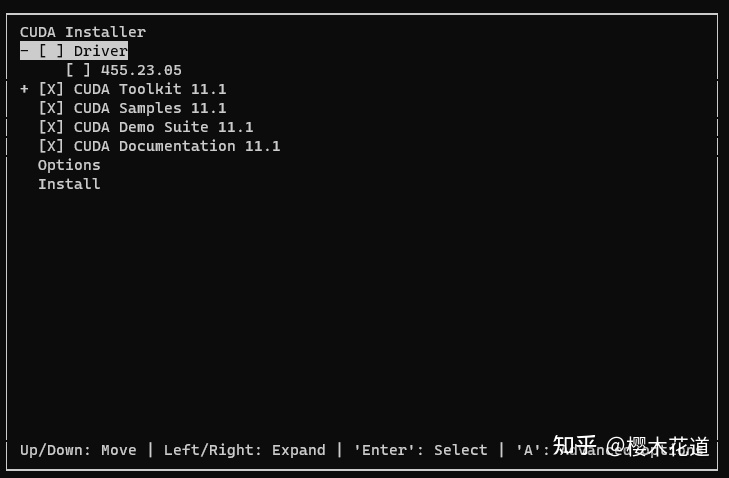 CUDA Installer
- [ ] Driver
[ ] 455.23.05
+ [X] CUDA Toolkit 11.1
[X] CUDA Samples 11.1
[X] CUDA Demo Suite 11.1
[X] CUDA Documentation 11.1
Options
Install
Up/Down: Move | Left/Right: Expand | 'Enter': Select | 'A': Advanced options
知乎 @樱木花道